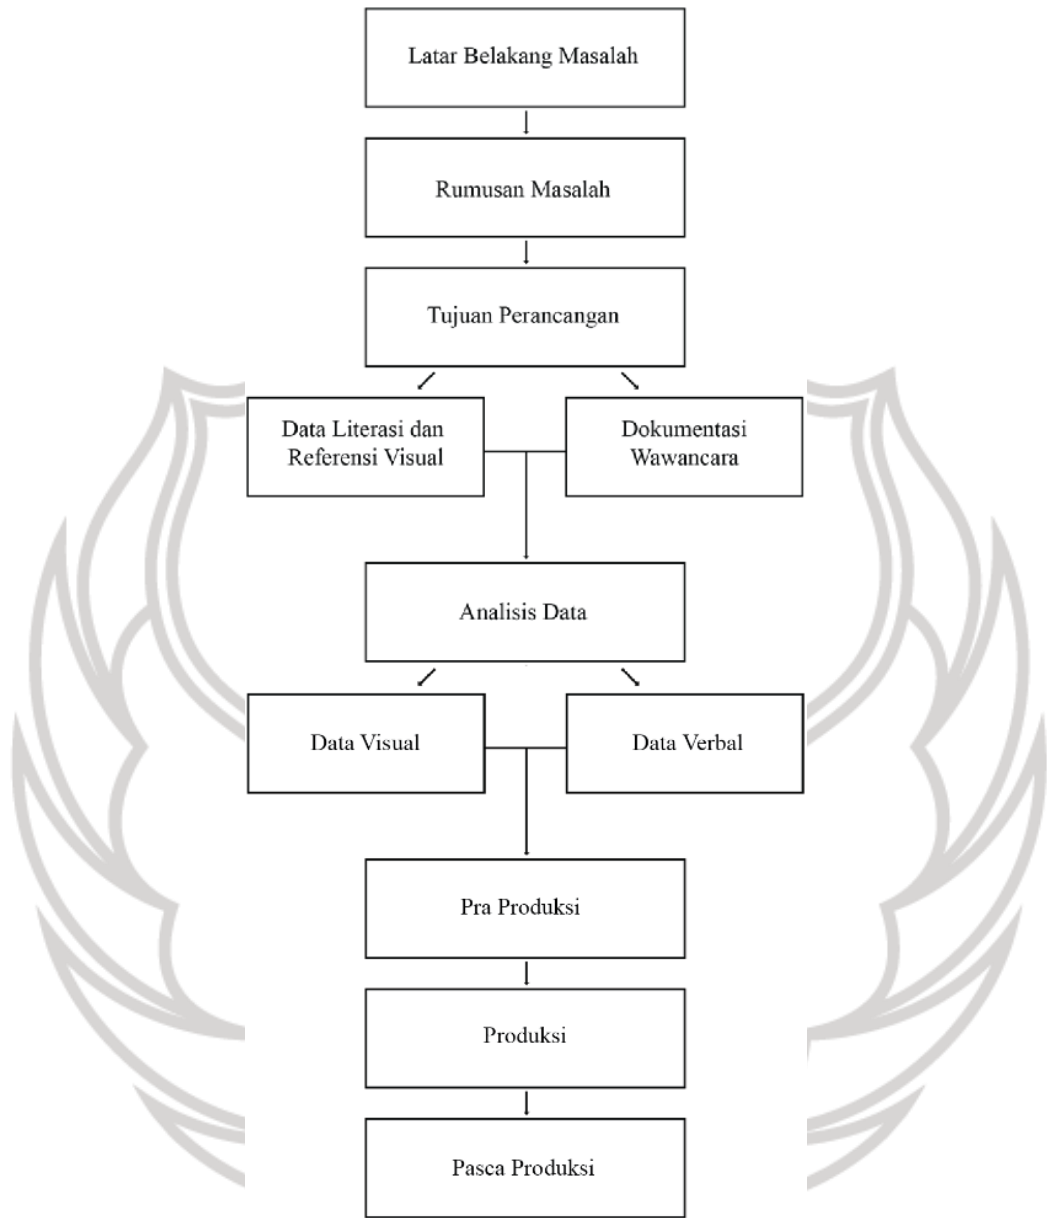 Latar Belakang Masalah
Rumusan Masalah
Tujuan Perancangan
Data Literasi dan
Referensi Visual
Dokumentasi
Wawancara
Analisis Data
Data Visual
Data Verbal
Pra Produksi
Produksi
Pasca Produksi